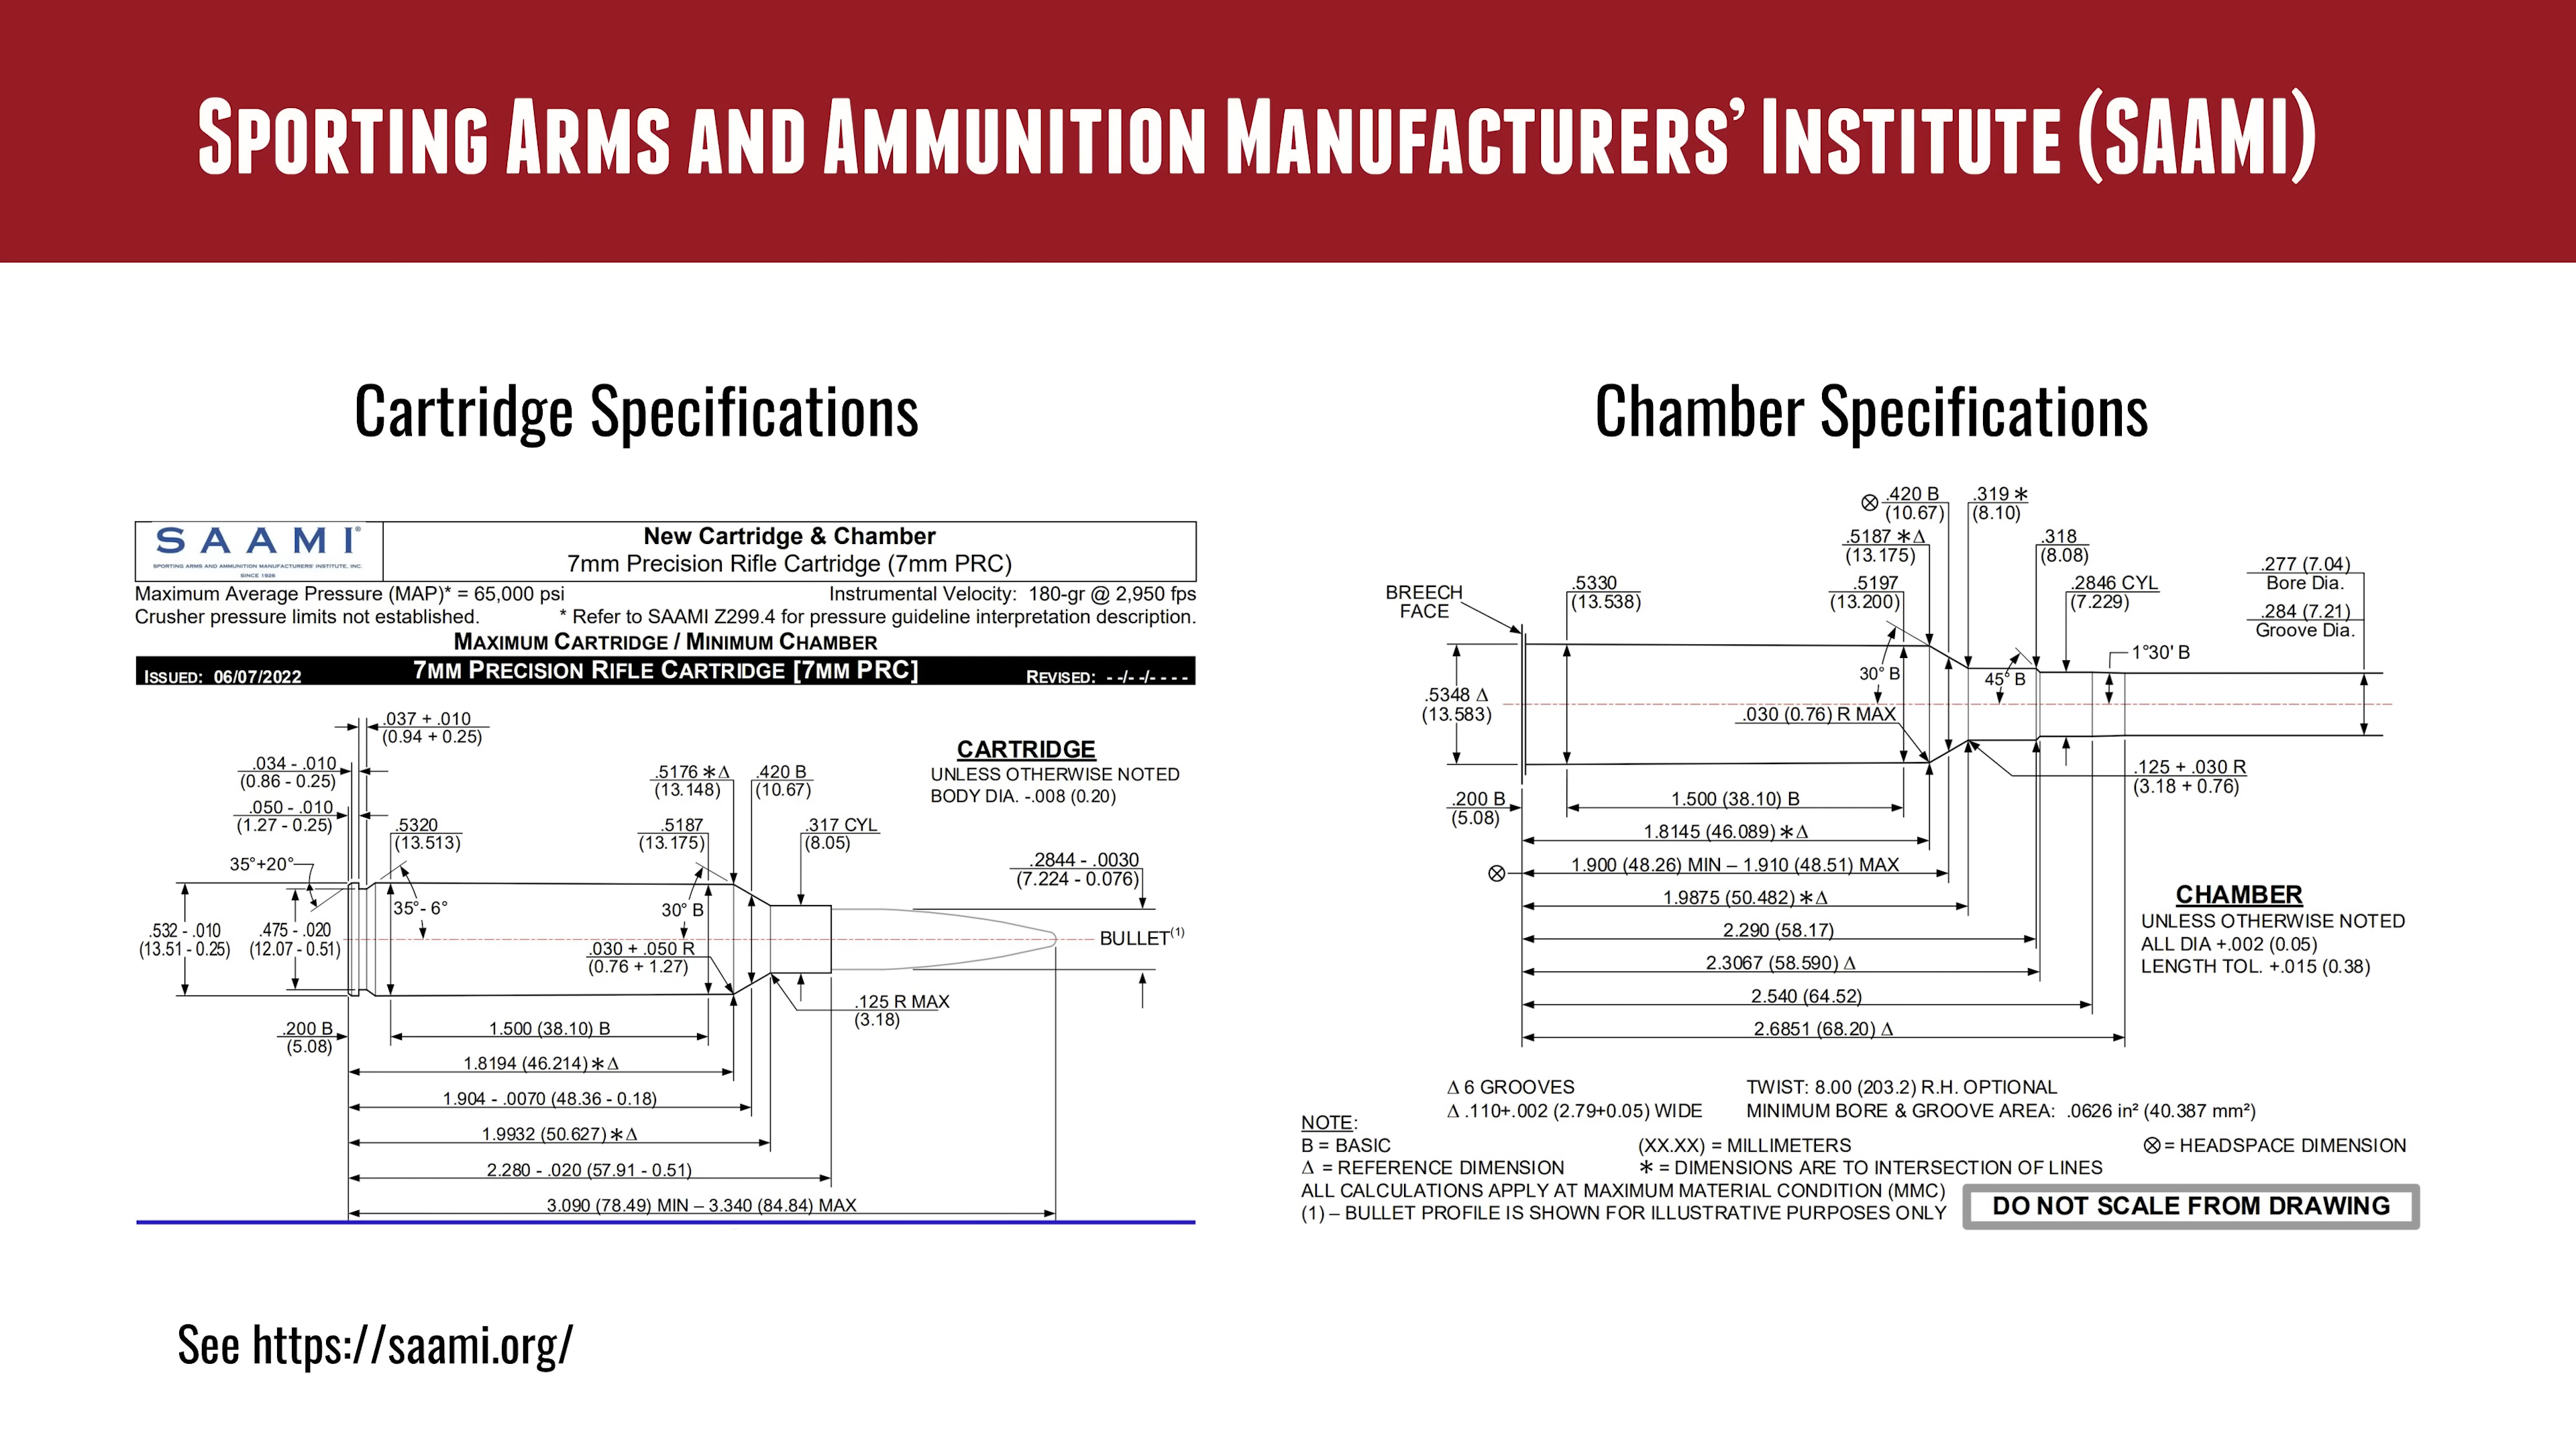 SPORTING ARMS AND AMMUNITION MANUFACTURERS' INSTITUTE (SAAMI)
Cartridge Specifications
SAAMI®
SPORTING ARMS AND AMMUNITION MANUFACTURERS' INSTITUTE, INC.
SINCE 1926
New Cartridge & Chamber
7mm Precision Rifle Cartridge (7mm PRC)
Maximum Average Pressure (MAP)* = 65,000 psi
Instrumental Velocity: 180-gr @ 2,950 fps
Crusher pressure limits not established.
* Refer to SAAMI Z299.4 for pressure guideline interpretation description.
MAXIMUM CARTRIDGE / MINIMUM CHAMBER
ISSUED: 06/07/2022
7MM PRECISION RIFLE CARTRIDGE [7MM PRC]
REVISED: - -/- -/- - - -
.037 + .010
(0.94 + 0.25)
.034 - .010
(0.86 - 0.25)
.050 - .010
(1.27 - 0.25)
35°+20°
.5320
(13.513)
.5176 * Δ
(13.148)
.420 B
(10.67)
.5187
(13.175)
.317 CYL
(8.05)
CARTRIDGE
UNLESS OTHERWISE NOTED
BODY DIA. -.008 (0.20)
.2844 - .0030
(7.224 - 0.076)
35°- 6°
30° B
.532 - .010
(13.51 - 0.25)
.475 - .020
(12.07 - 0.51)
.030 + .050 R
(0.76 + 1.27)
BULLET(1)
.125 R MAX
(3.18)
.200 B
(5.08)
1.500 (38.10) B
1.8194 (46.214) * Δ
1.904 - .0070 (48.36 - 0.18)
1.9932 (50.627) * Δ
2.280 - .020 (57.91 - 0.51)
3.090 (78.49) MIN – 3.340 (84.84) MAX
Chamber Specifications
⊗ .420 B
(10.67)
.319 *
(8.10)
.5187 * Δ
(13.175)
.318
(8.08)
BREECH
FACE
.5330
(13.538)
.5197
(13.200)
.2846 CYL
(7.229)
.277 (7.04)
Bore Dia.
.284 (7.21)
Groove Dia.
1°30' B
30° B
45° B
.5348 Δ
(13.583)
.030 (0.76) R MAX
.125 + .030 R
(3.18 + 0.76)
.200 B
(5.08)
1.500 (38.10) B
1.8145 (46.089) * Δ
⊗ 1.900 (48.26) MIN – 1.910 (48.51) MAX
1.9875 (50.482) * Δ
2.290 (58.17)
2.3067 (58.590) Δ
2.540 (64.52)
2.6851 (68.20) Δ
CHAMBER
UNLESS OTHERWISE NOTED
ALL DIA +.002 (0.05)
LENGTH TOL. +.015 (0.38)
Δ 6 GROOVES
TWIST: 8.00 (203.2) R.H. OPTIONAL
Δ .110+.002 (2.79+0.05) WIDE
MINIMUM BORE & GROOVE AREA: .0626 in² (40.387 mm²)
NOTE:
B = BASIC
(XX.XX) = MILLIMETERS
⊗ = HEADSPACE DIMENSION
Δ = REFERENCE DIMENSION
* = DIMENSIONS ARE TO INTERSECTION OF LINES
ALL CALCULATIONS APPLY AT MAXIMUM MATERIAL CONDITION (MMC)
(1) – BULLET PROFILE IS SHOWN FOR ILLUSTRATIVE PURPOSES ONLY
DO NOT SCALE FROM DRAWING
See https://saami.org/